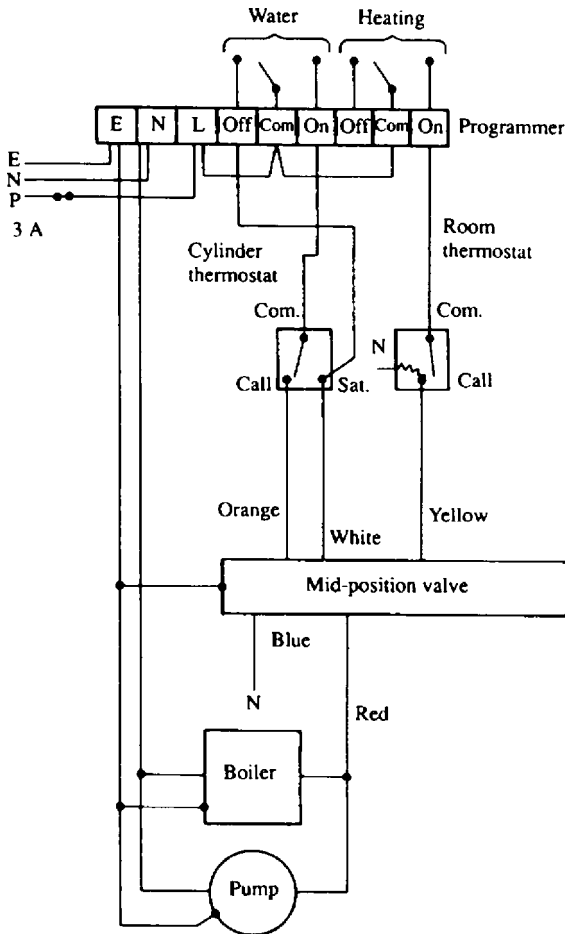 Water Heating
E N L Off Com On Off Com On Programmer
E
N
P
3 A
Cylinder
thermostat
Room
thermostat
Com. Com.
N
Call Sat. Call
Orange
White
Yellow
Mid-position valve
Blue
N
Red
Boiler
Pump